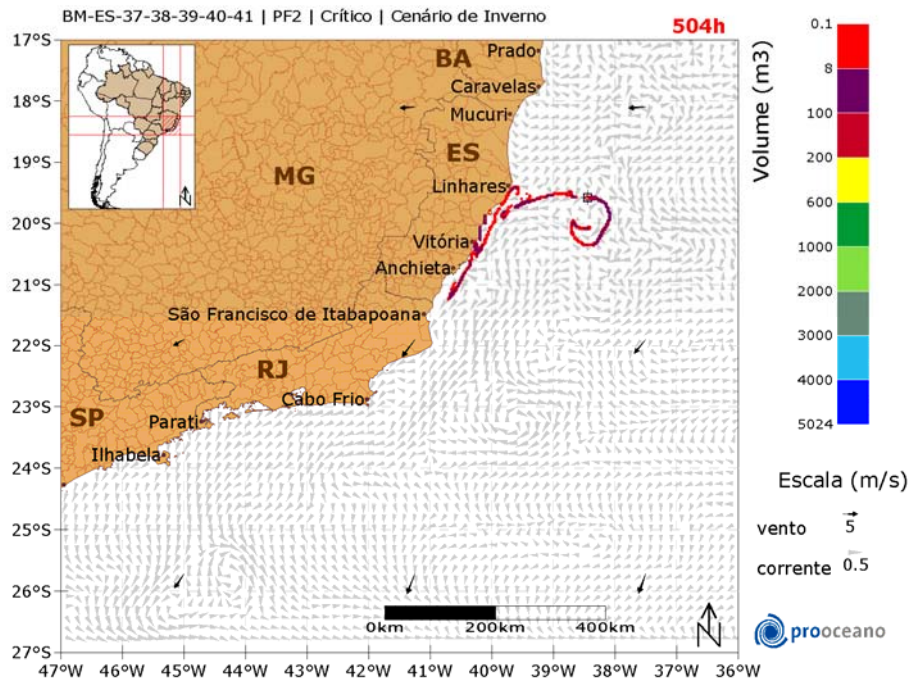 BM-ES-37-38-39-40-41 | PF2 | Crítico | Cenário de Inverno
504h
17°S
18°S
19°S
20°S
21°S
22°S
23°S
24°S
25°S
26°S
27°S
BA
Prado
Caravelas
Mucuri
ES
MG
Linhares
Vitória
Anchieta
São Francisco de Itabapoana
RJ
Cabo Frio
SP
Parati
Ilhabela
N
0km
200km
400km
N
47°W
46°W
45°W
44°W
43°W
42°W
41°W
40°W
39°W
38°W
37°W
36°W
Volume (m3)
0.1
8
100
200
600
1000
2000
3000
4000
5024
Escala (m/s)
vento 5
corrente 0.5
prooceano